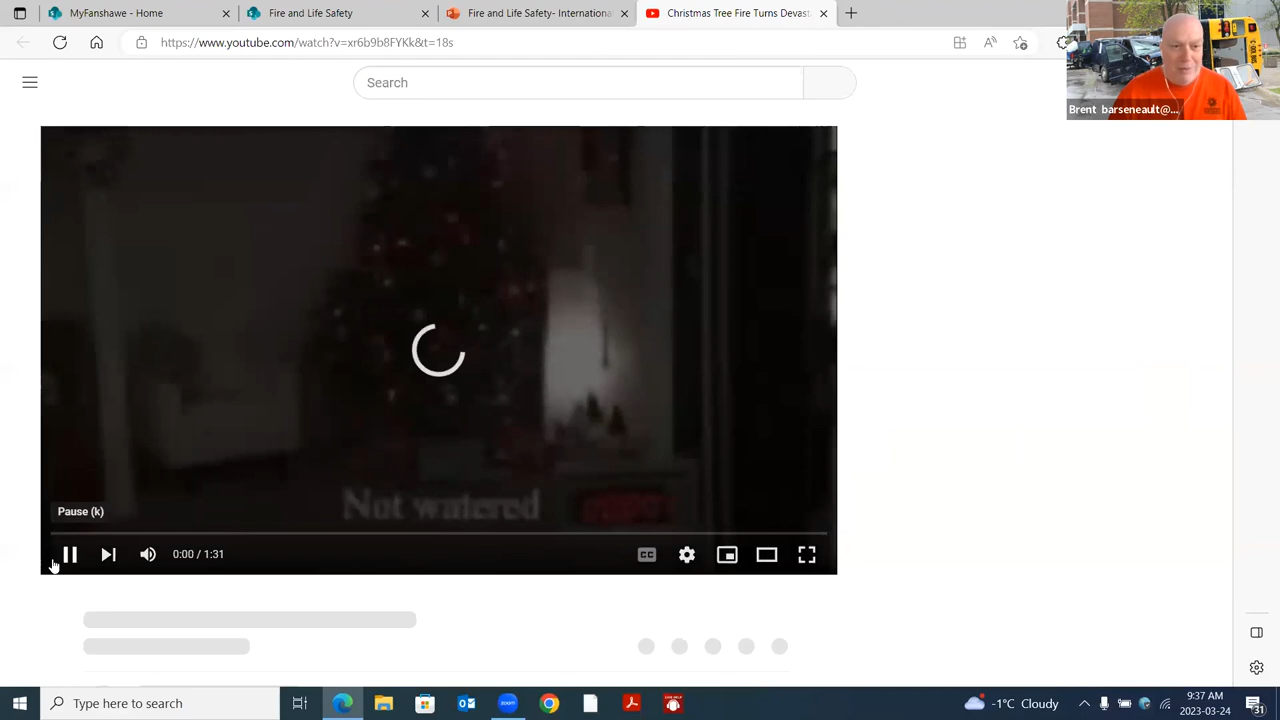 MyFanshawe - Home
Fire and Life Safety
Fire and Life Safety- Internationa
Christmas Tree Fire Turns Devast
https://www.youtube.com/watch?v=xr6b7b6FYKk&t=18s
Search
Brent barseneault@...
Not watered
Pause (k)
0:00 / 1:31
CC
Type here to search
-1°C Cloudy
9:37 AM
2023-03-24
31